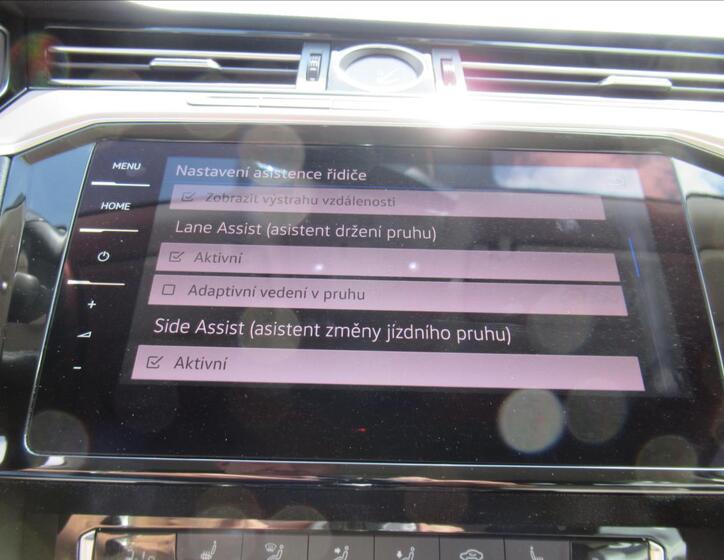 MENU
Nastavení asistence řidiče
Zobrazit výstrahu vzdálenosti
HOME
Lane Assist (asistent držení pruhu)
Aktivní
Adaptivní vedení v pruhu
+
Side Assist (asistent změny jízdního pruhu)
-
Aktivní